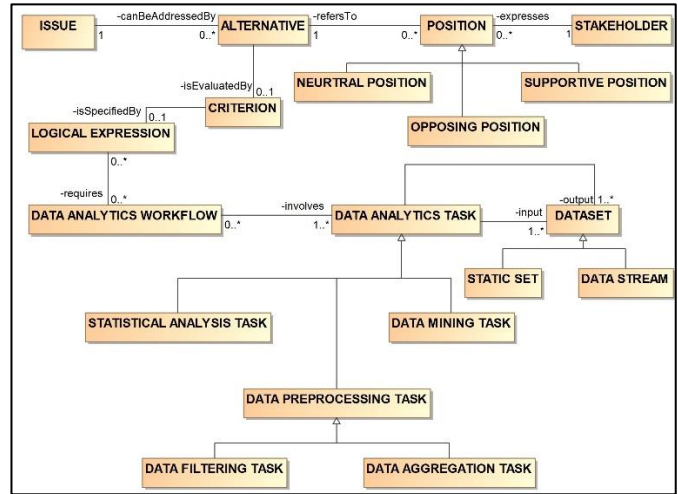 -canBeAddressedBy -refersTo -expresses
ISSUE ALTERNATIVE POSITION STAKEHOLDER
1 0..* 1 0..* 0..* 1
-isEvaluatedBy
0..1
NEURTRAL POSITION SUPPORTIVE POSITION
CRITERION
-isSpecifiedBy
0..1
OPPOSING POSITION
LOGICAL EXPRESSION
0..*
-requires
0..*
-involves -output 1..*
DATA ANALYTICS WORKFLOW DATA ANALYTICS TASK -input DATASET
0..* 1..* 1..*
STATIC SET DATA STREAM
STATISTICAL ANALYSIS TASK DATA MINING TASK
DATA PREPROCESSING TASK
DATA FILTERING TASK DATA AGGREGATION TASK